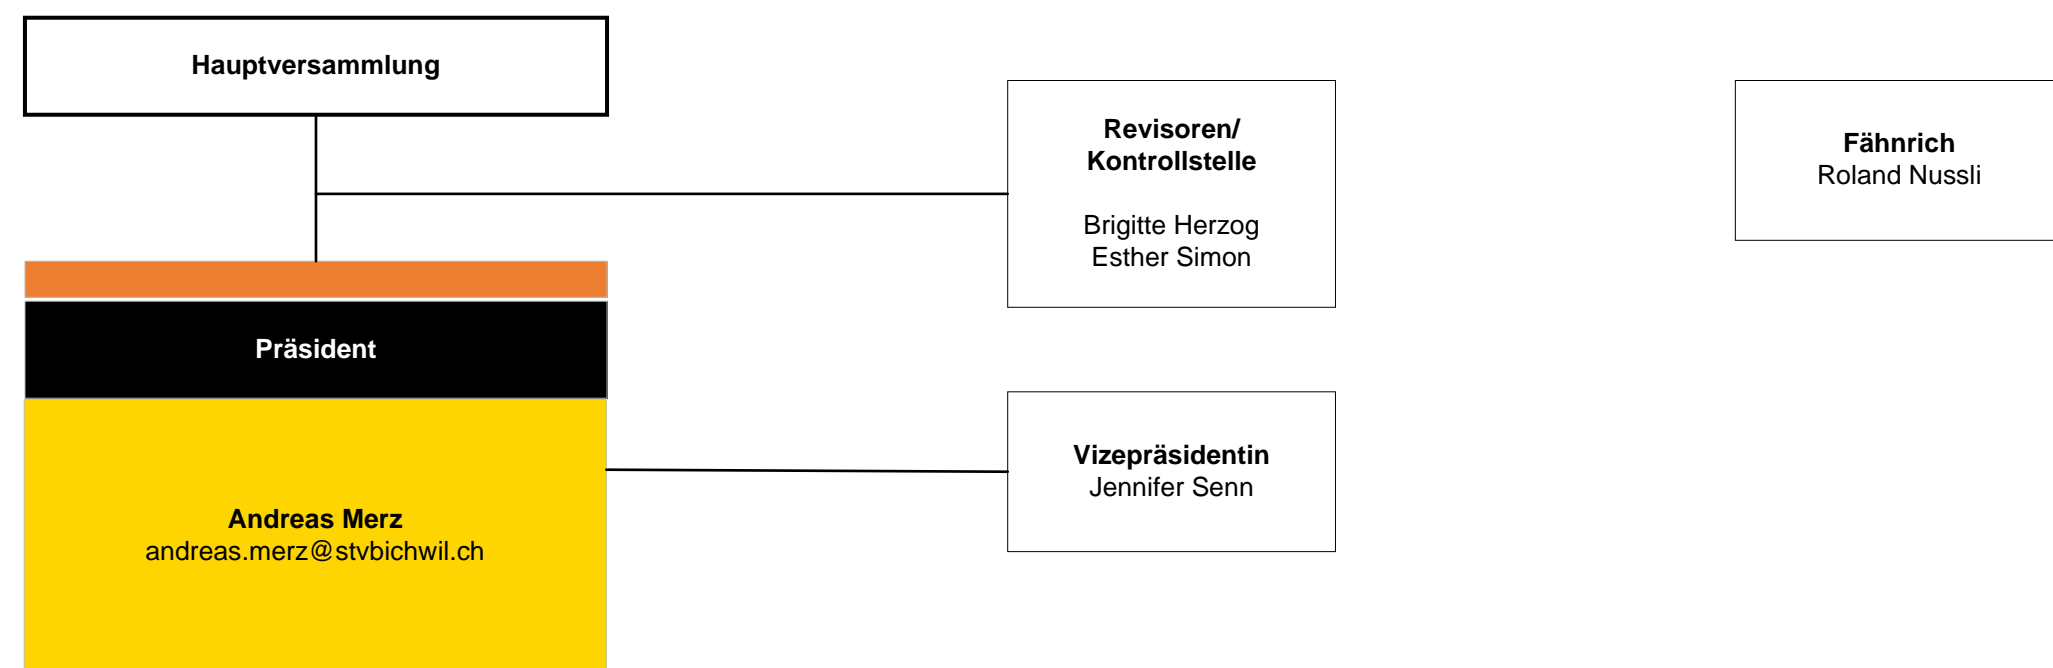 Hauptversammlung
Revisoren/
Kontrollstelle
Brigitte Herzog
Esther Simon
Fähnrich
Roland Nussli
Präsident
Andreas Merz
andreas.merz@stvbichwil.ch
Vizepräsidentin
Jennifer Senn